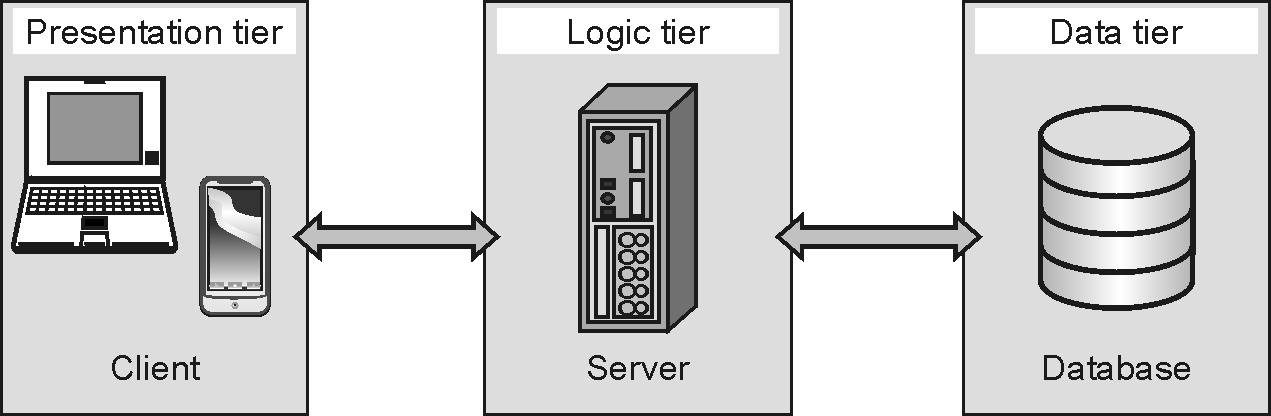 Presentation tier
Logic tier
Data tier
Client
Server
Database